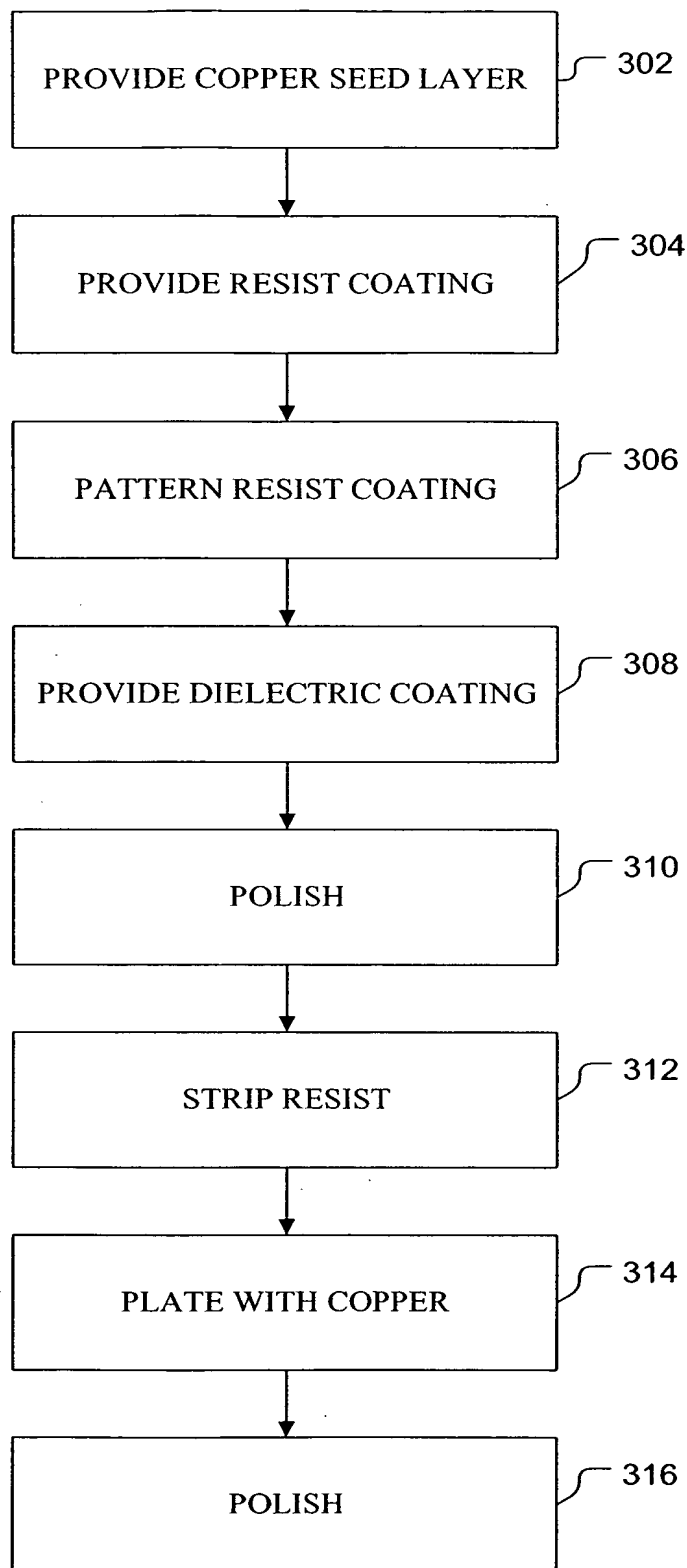 PROVIDE COPPER SEED LAYER
302
PROVIDE RESIST COATING
304
PATTERN RESIST COATING
306
PROVIDE DIELECTRIC COATING
308
POLISH
310
STRIP RESIST
312
PLATE WITH COPPER
314
POLISH
316